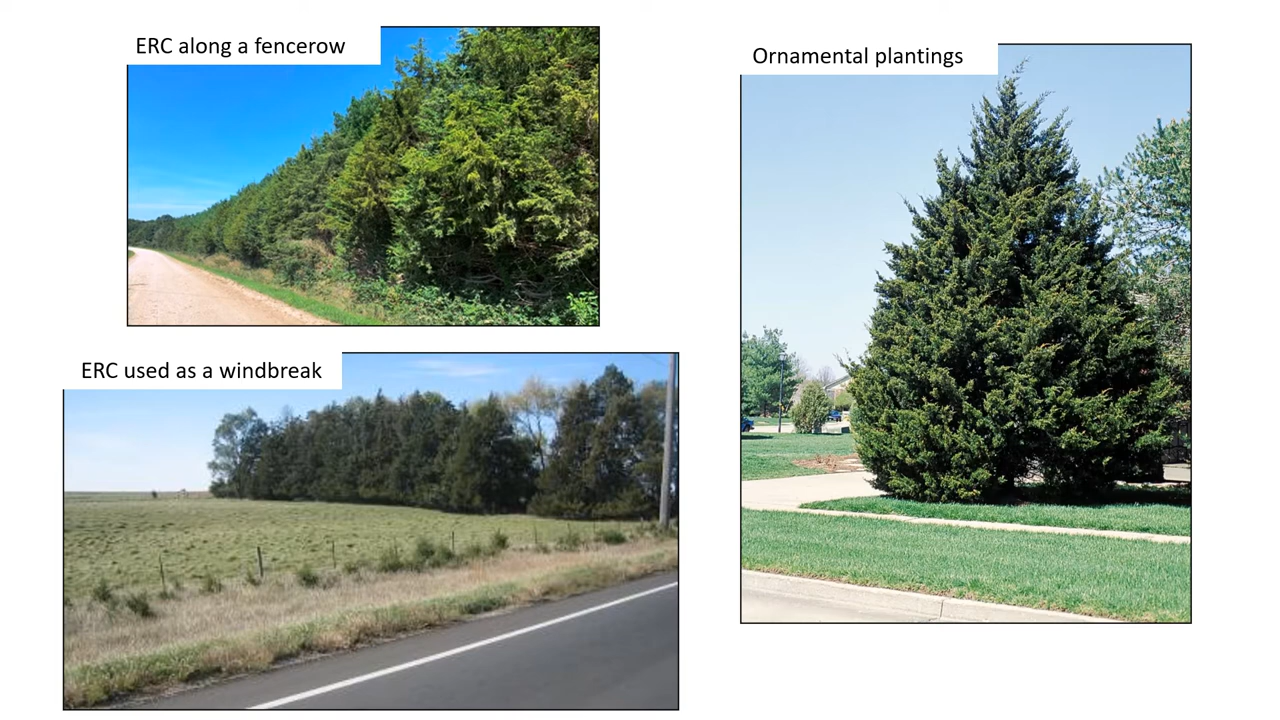 ERC along a fencerow
Ornamental plantings
ERC used as a windbreak